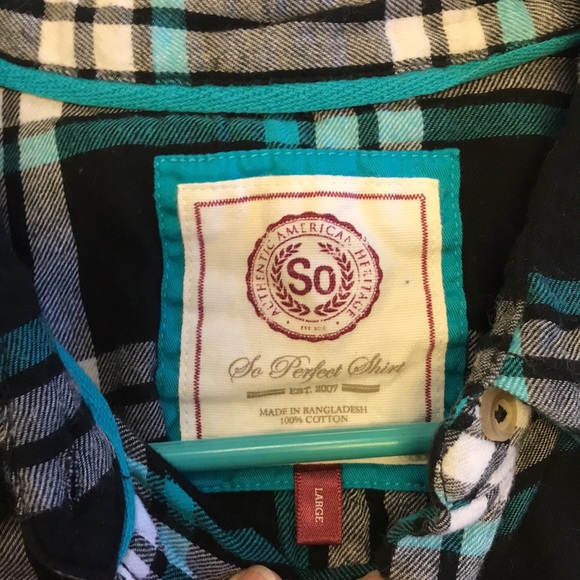 AUTHENTIC AMERICAN HERITAGE
So
So Perfect Shirt
EST. 2007
MADE IN BANGLADESH
100% COTTON
LARGE